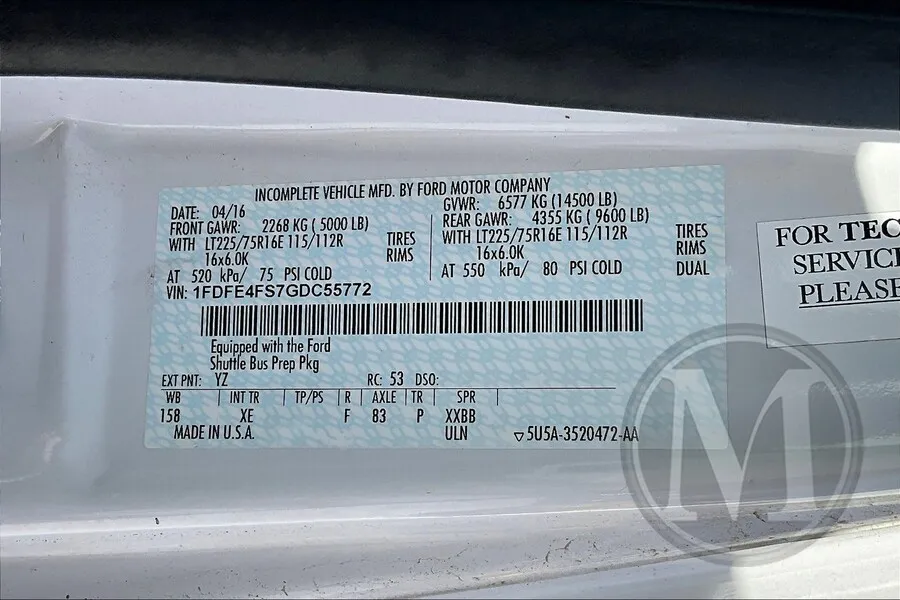 INCOMPLETE VEHICLE MFD. BY FORD MOTOR COMPANY
DATE: 04/16 GVWR: 6577 KG (14500 LB)
FRONT GAWR: 2268 KG ( 5000 LB) REAR GAWR: 4355 KG ( 9600 LB)
WITH LT225/75R16E 115/112R TIRES WITH LT225/75R16E 115/112R TIRES
16x6.0K RIMS 16x6.0K RIMS
AT 520 kPa/ 75 PSI COLD AT 550 kPa/ 80 PSI COLD DUAL
VIN: 1FDFE4FS7GDC55772
Equipped with the Ford
Shuttle Bus Prep Pkg
EXT PNT: YZ RC: 53 DSO:
WB | INT TR | TP/PS | R | AXLE | TR | SPR |
158 XE F 83 P XXBB
MADE IN U.S.A. ULN ▽5U5A-3520472-AA
FOR TEC
SERVICE
PLEASE
M